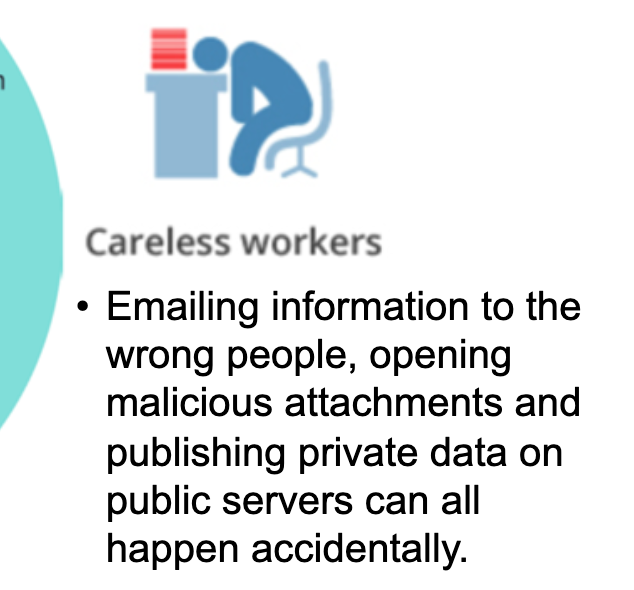 Careless workers
• Emailing information to the
wrong people, opening
malicious attachments and
publishing private data on
public servers can all
happen accidentally.